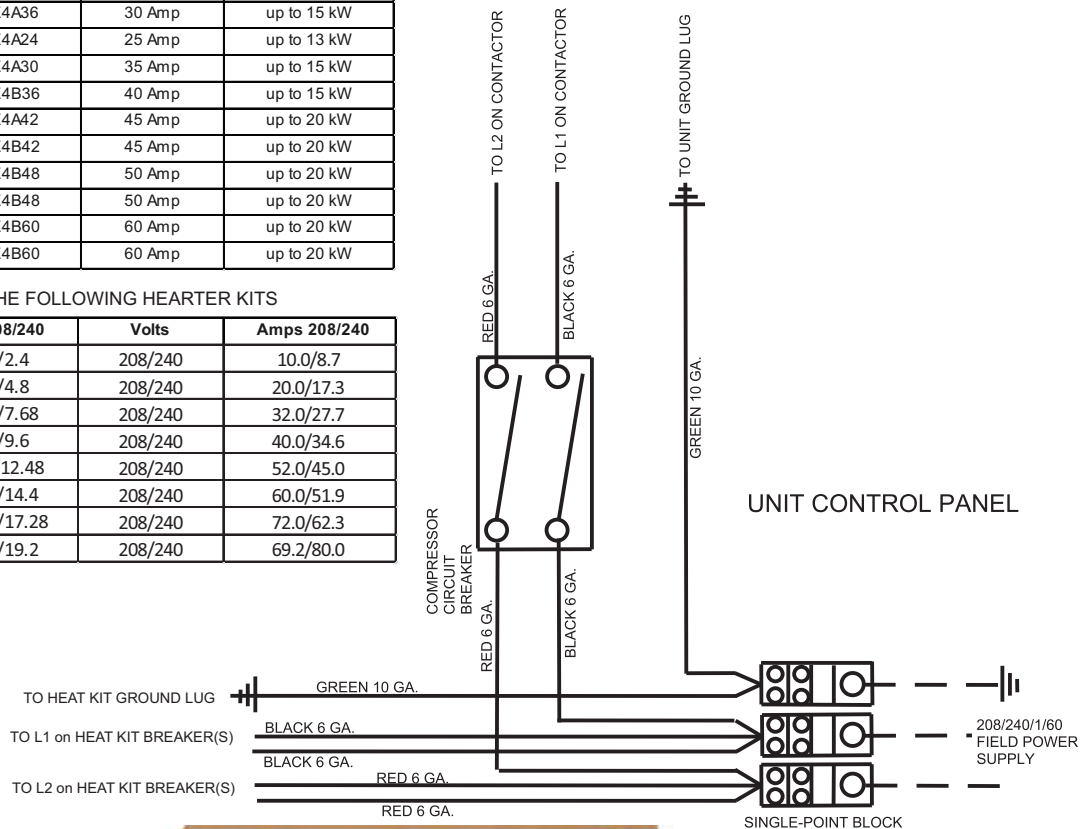 4A36 30 Amp up to 15 kW
4A24 25 Amp up to 13 kW
4A30 35 Amp up to 15 kW
4B36 40 Amp up to 15 kW
4A42 45 Amp up to 20 kW
4B42 45 Amp up to 20 kW
4B48 50 Amp up to 20 kW
4B48 50 Amp up to 20 kW
4B60 60 Amp up to 20 kW
4B60 60 Amp up to 20 kW
HE FOLLOWING HEARTER KITS
08/240 Volts Amps 208/240
/2.4 208/240 10.0/8.7
/4.8 208/240 20.0/17.3
/7.68 208/240 32.0/27.7
/9.6 208/240 40.0/34.6
12.48 208/240 52.0/45.0
/14.4 208/240 60.0/51.9
/17.28 208/240 72.0/62.3
/19.2 208/240 69.2/80.0
TO L2 ON CONTACTOR
TO L1 ON CONTACTOR
TO UNIT GROUND LUG
RED 6 GA.
BLACK 6 GA.
GREEN 10 GA.
UNIT CONTROL PANEL
COMPRESSOR
CIRCUIT
BREAKER
RED 6 GA.
BLACK 6 GA.
TO HEAT KIT GROUND LUG
GREEN 10 GA.
TO L1 on HEAT KIT BREAKER(S)
BLACK 6 GA.
BLACK 6 GA.
TO L2 on HEAT KIT BREAKER(S)
RED 6 GA.
RED 6 GA.
208/240/1/60
FIELD POWER
SUPPLY
SINGLE-POINT BLOCK